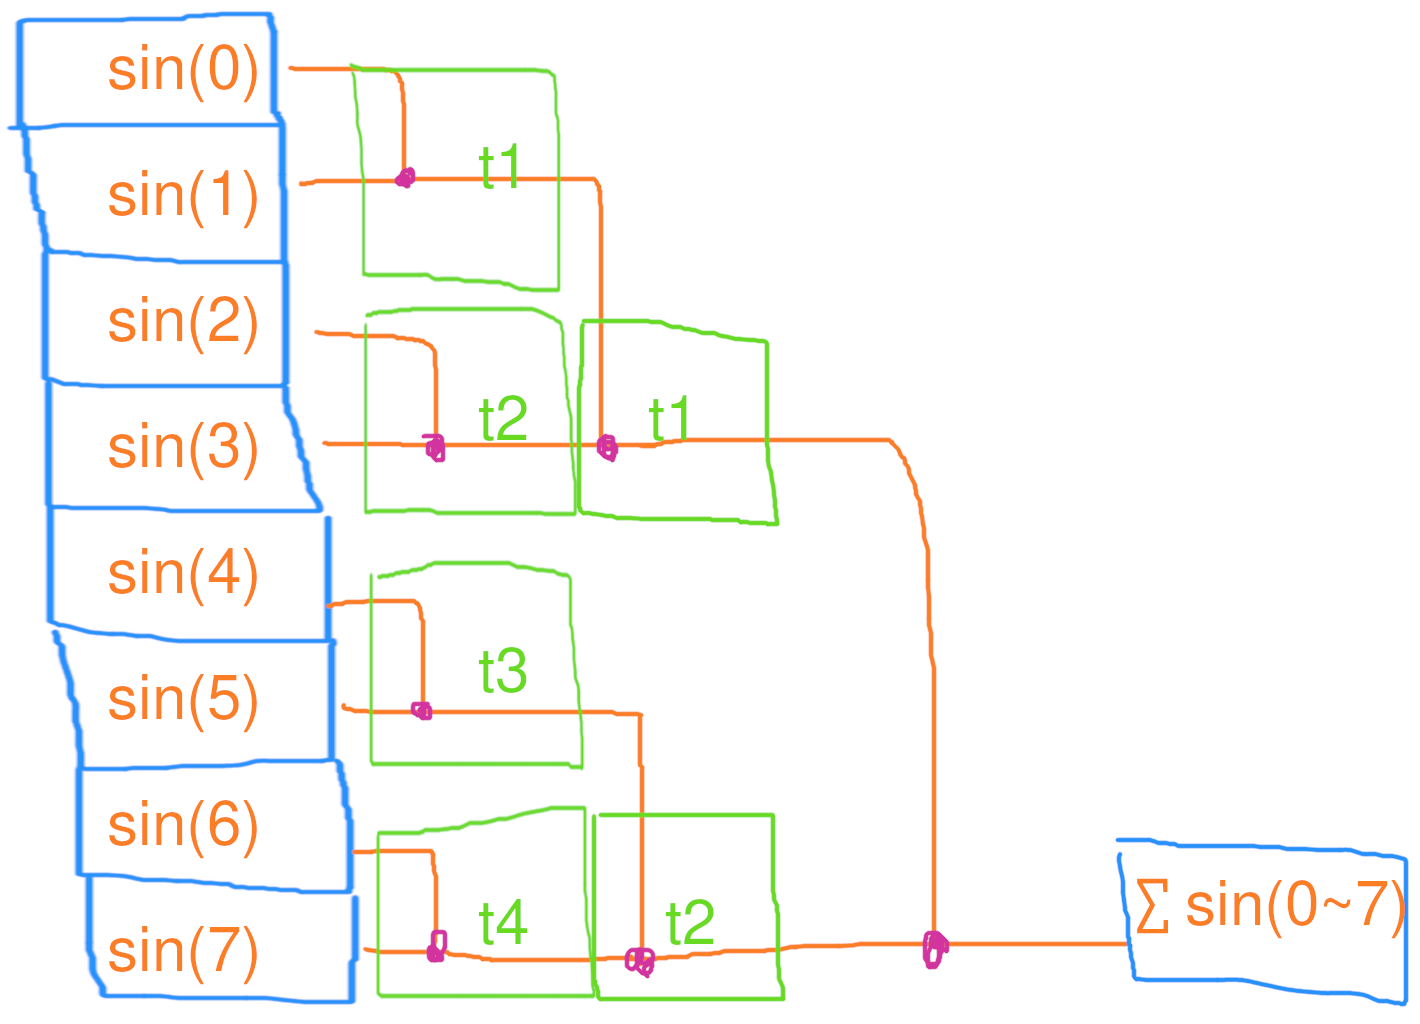 sin(0)
sin(1)
t1
sin(2)
sin(3)
t2
t1
sin(4)
sin(5)
t3
sin(6)
sin(7)
t4
t2
∑ sin(0~7)